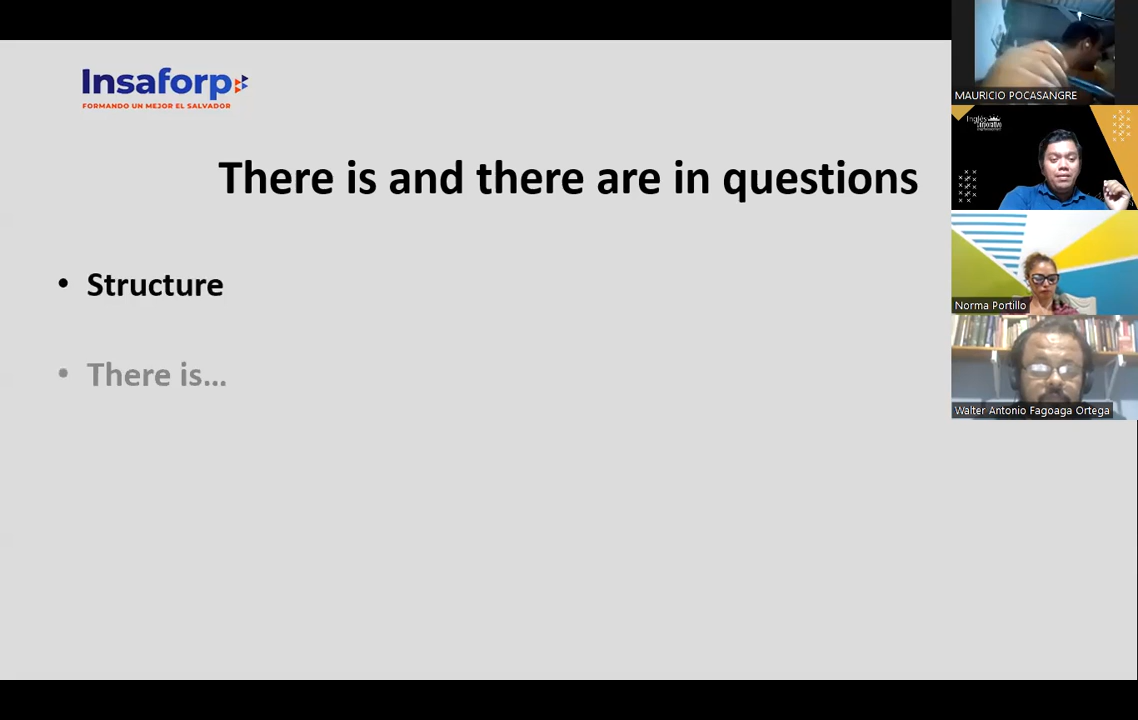 Insaforp
FORMANDO UN MEJOR EL SALVADOR
There is and there are in questions
• Structure
• There is...
MAURICIO POCASANGRE
Inglés
Norma Portillo
Walter Antonio Fagoaga Ortega